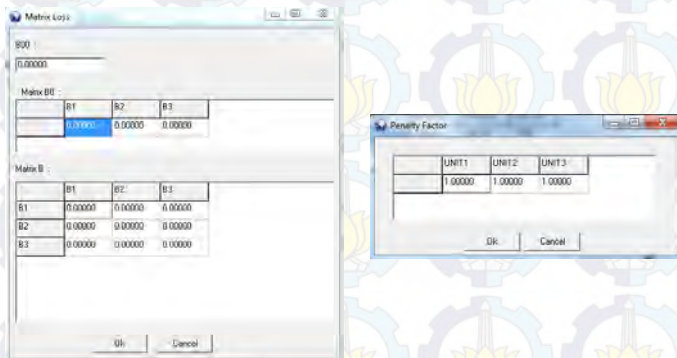 Matrix Loss
B00 :
0.00000
Matrix B0 :
B1 B2 B3
0.00000 0.00000 0.00000
Matrix B :
B1 B2 B3
B1 0.00000 0.00000 0.00000
B2 0.00000 0.00000 0.00000
B3 0.00000 0.00000 0.00000
Ok Cancel
Penalty Factor
UNIT1 UNIT2 UNIT3
1.00000 1.00000 1.00000
Ok Cancel